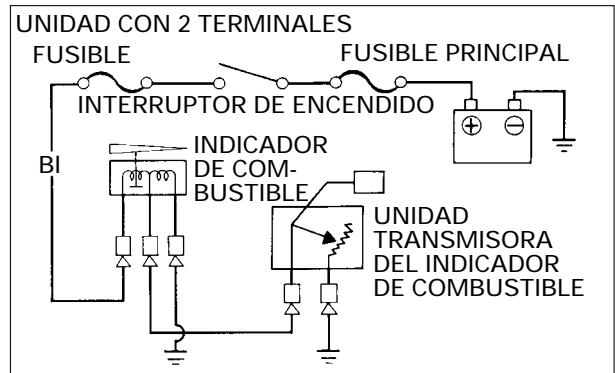 UNIDAD CON 2 TERMINALES
FUSIBLE
FUSIBLE PRINCIPAL
INTERRUPTOR DE ENCENDIDO
INDICADOR
DE COM-
BUSTIBLE
Bl
UNIDAD
TRANSMISORA
DEL INDICADOR
DE COMBUSTIBLE